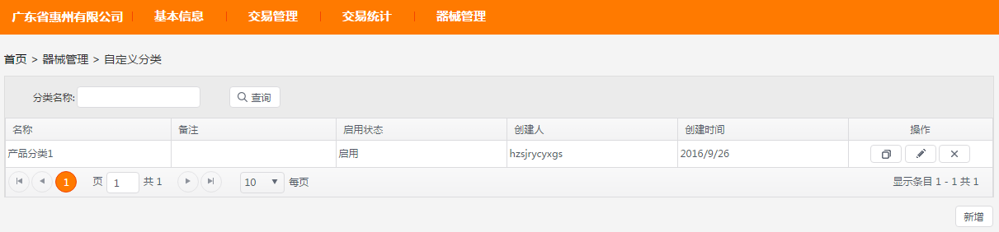 广东省惠州有限公司 基本信息 交易管理 交易统计 器械管理
首页 > 器械管理 > 自定义分类
分类名称: 查询
名称 备注 启用状态 创建人 创建时间 操作
产品分类1 启用 hzsjrycyxgs 2016/9/26
1 页 1 共 1 10 每页 显示条目 1 - 1 共 1
新增